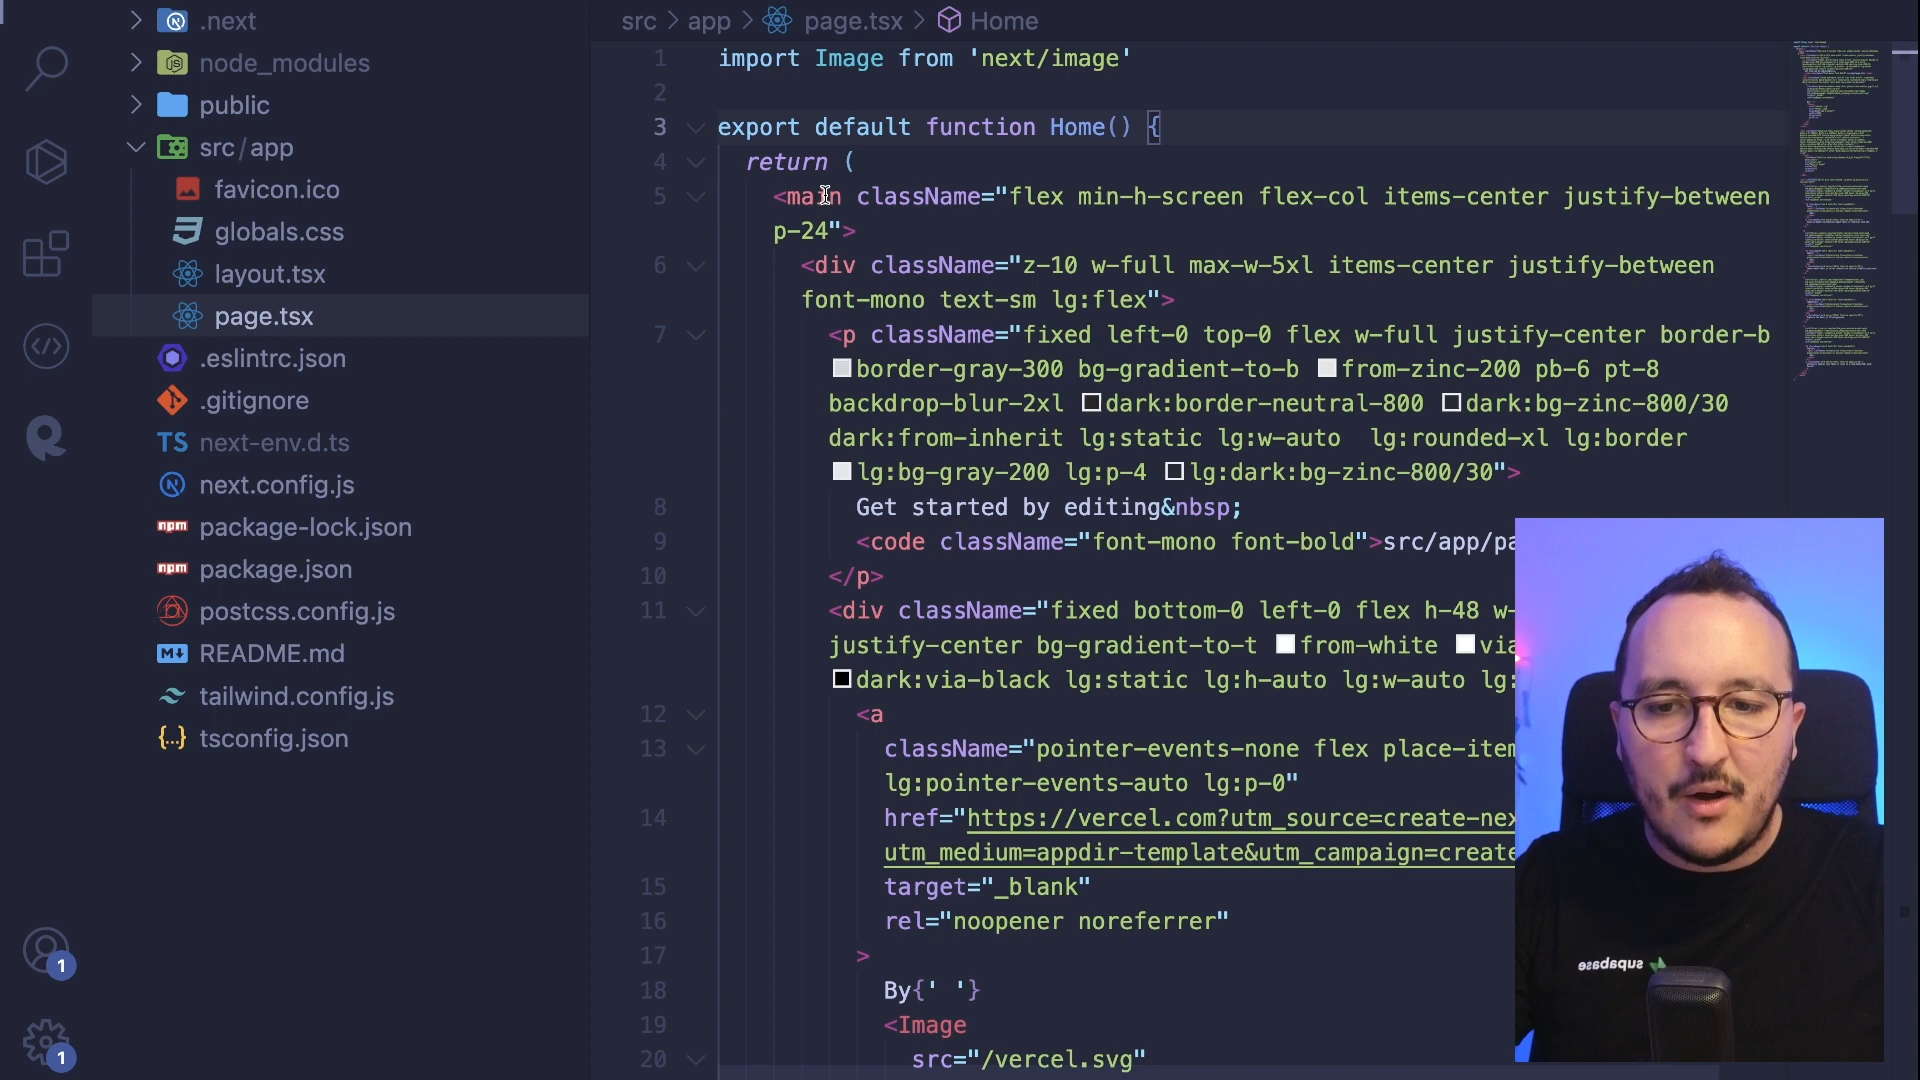 .next
node_modules
public
src/app
favicon.ico
globals.css
layout.tsx
page.tsx
.eslintrc.json
.gitignore
TS next-env.d.ts
next.config.js
npm package-lock.json
npm package.json
postcss.config.js
M README.md
tailwind.config.js
{...} tsconfig.json
1
1
src > app > page.tsx > Home
1 import Image from 'next/image'
2
3 export default function Home() {
4 return (
5 <main className="flex min-h-screen flex-col items-center justify-between
p-24">
6 <div className="z-10 w-full max-w-5xl items-center justify-between
font-mono text-sm lg:flex">
7 <p className="fixed left-0 top-0 flex w-full justify-center border-b
border-gray-300 bg-gradient-to-b from-zinc-200 pb-6 pt-8
backdrop-blur-2xl dark:border-neutral-800 dark:bg-zinc-800/30
dark:from-inherit lg:static lg:w-auto  lg:rounded-xl lg:border
lg:bg-gray-200 lg:p-4 lg:dark:bg-zinc-800/30">
8 Get started by editing&nbsp;
9 <code className="font-mono font-bold">src/app/pa
10 </p>
11 <div className="fixed bottom-0 left-0 flex h-48 w-
justify-center bg-gradient-to-t from-white via
dark:via-black lg:static lg:h-auto lg:w-auto lg:
12 <a
13 className="pointer-events-none flex place-item
lg:pointer-events-auto lg:p-0"
14 href="https://vercel.com?utm_source=create-nex
utm_medium=appdir-template&utm_campaign=create
15 target="_blank"
16 rel="noopener noreferrer"
17 >
18 By{' '}
19 <Image
20 src="/vercel.svg"
supabase